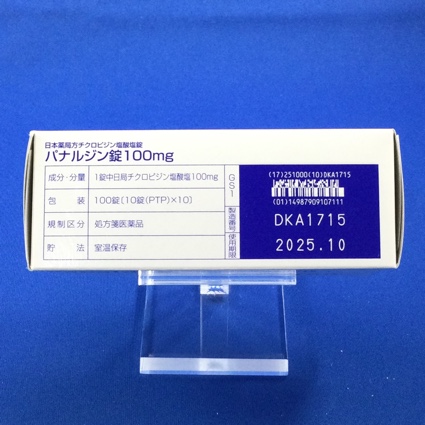 日本薬局方チクロピジン塩酸塩錠
パナルジン錠100mg
成分・分量 1錠中日局チクロピジン塩酸塩100mg
包装 100錠(10錠(PTP)×10)
規制区分 処方箋医薬品
貯法 室温保存
GS1
製造番号
使用期限
(17)251000(10)DKA1715
(01)14987909107111
DKA1715
2025.10